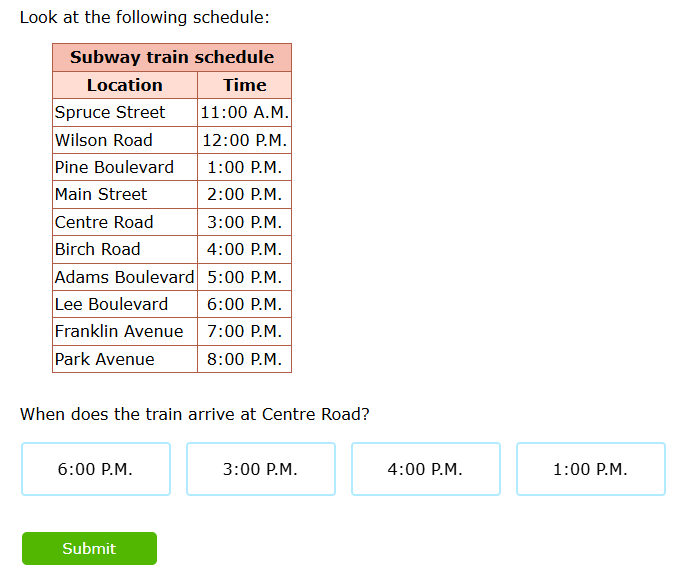 Look at the following schedule:
Subway train schedule
Location Time
Spruce Street 11:00 A.M.
Wilson Road 12:00 P.M.
Pine Boulevard 1:00 P.M.
Main Street 2:00 P.M.
Centre Road 3:00 P.M.
Birch Road 4:00 P.M.
Adams Boulevard 5:00 P.M.
Lee Boulevard 6:00 P.M.
Franklin Avenue 7:00 P.M.
Park Avenue 8:00 P.M.
When does the train arrive at Centre Road?
6:00 P.M. 3:00 P.M. 4:00 P.M. 1:00 P.M.
Submit